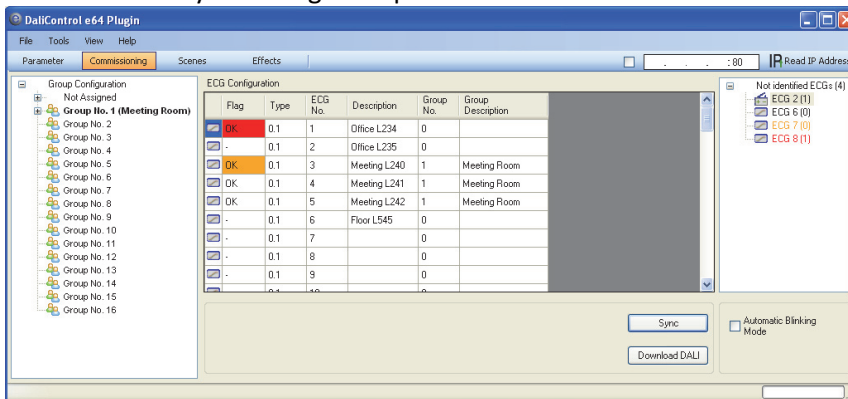 DaliControl e64 Plugin
File Tools View Help
Parameter Commissioning Scenes Effects . . . :80 IP Read IP Address
Group Configuration
Not Assigned
Group No. 1 (Meeting Room)
Group No. 2
Group No. 3
Group No. 4
Group No. 5
Group No. 6
Group No. 7
Group No. 8
Group No. 9
Group No. 10
Group No. 11
Group No. 12
Group No. 13
Group No. 14
Group No. 15
Group No. 16
ECG Configuration
Flag Type ECG No. Description Group No. Group Description
OK 0.1 1 Office L234 0
- 0.1 2 Office L235 0
OK 0.1 3 Meeting L240 1 Meeting Room
OK 0.1 4 Meeting L241 1 Meeting Room
OK 0.1 5 Meeting L242 1 Meeting Room
- 0.1 6 Floor L545 0
- 0.1 7 0
- 0.1 8 0
- 0.1 9 0
Sync
Download DALI
Not identified ECGs (4)
ECG 2 (1)
ECG 6 (0)
ECG 7 (0)
ECG 8 (1)
Automatic Blinking
Mode